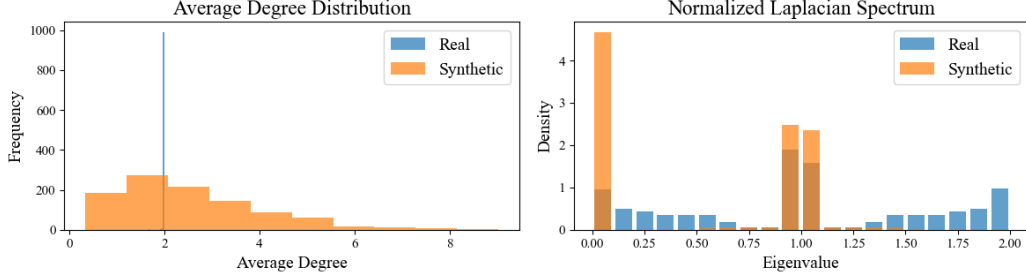 Average Degree Distribution
1000
800
600
400
200
0
Frequency
0 2 4 6 8
Average Degree
Real
Synthetic
Normalized Laplacian Spectrum
4
3
2
1
0
Density
0.00 0.25 0.50 0.75 1.00 1.25 1.50 1.75 2.00
Eigenvalue
Real
Synthetic